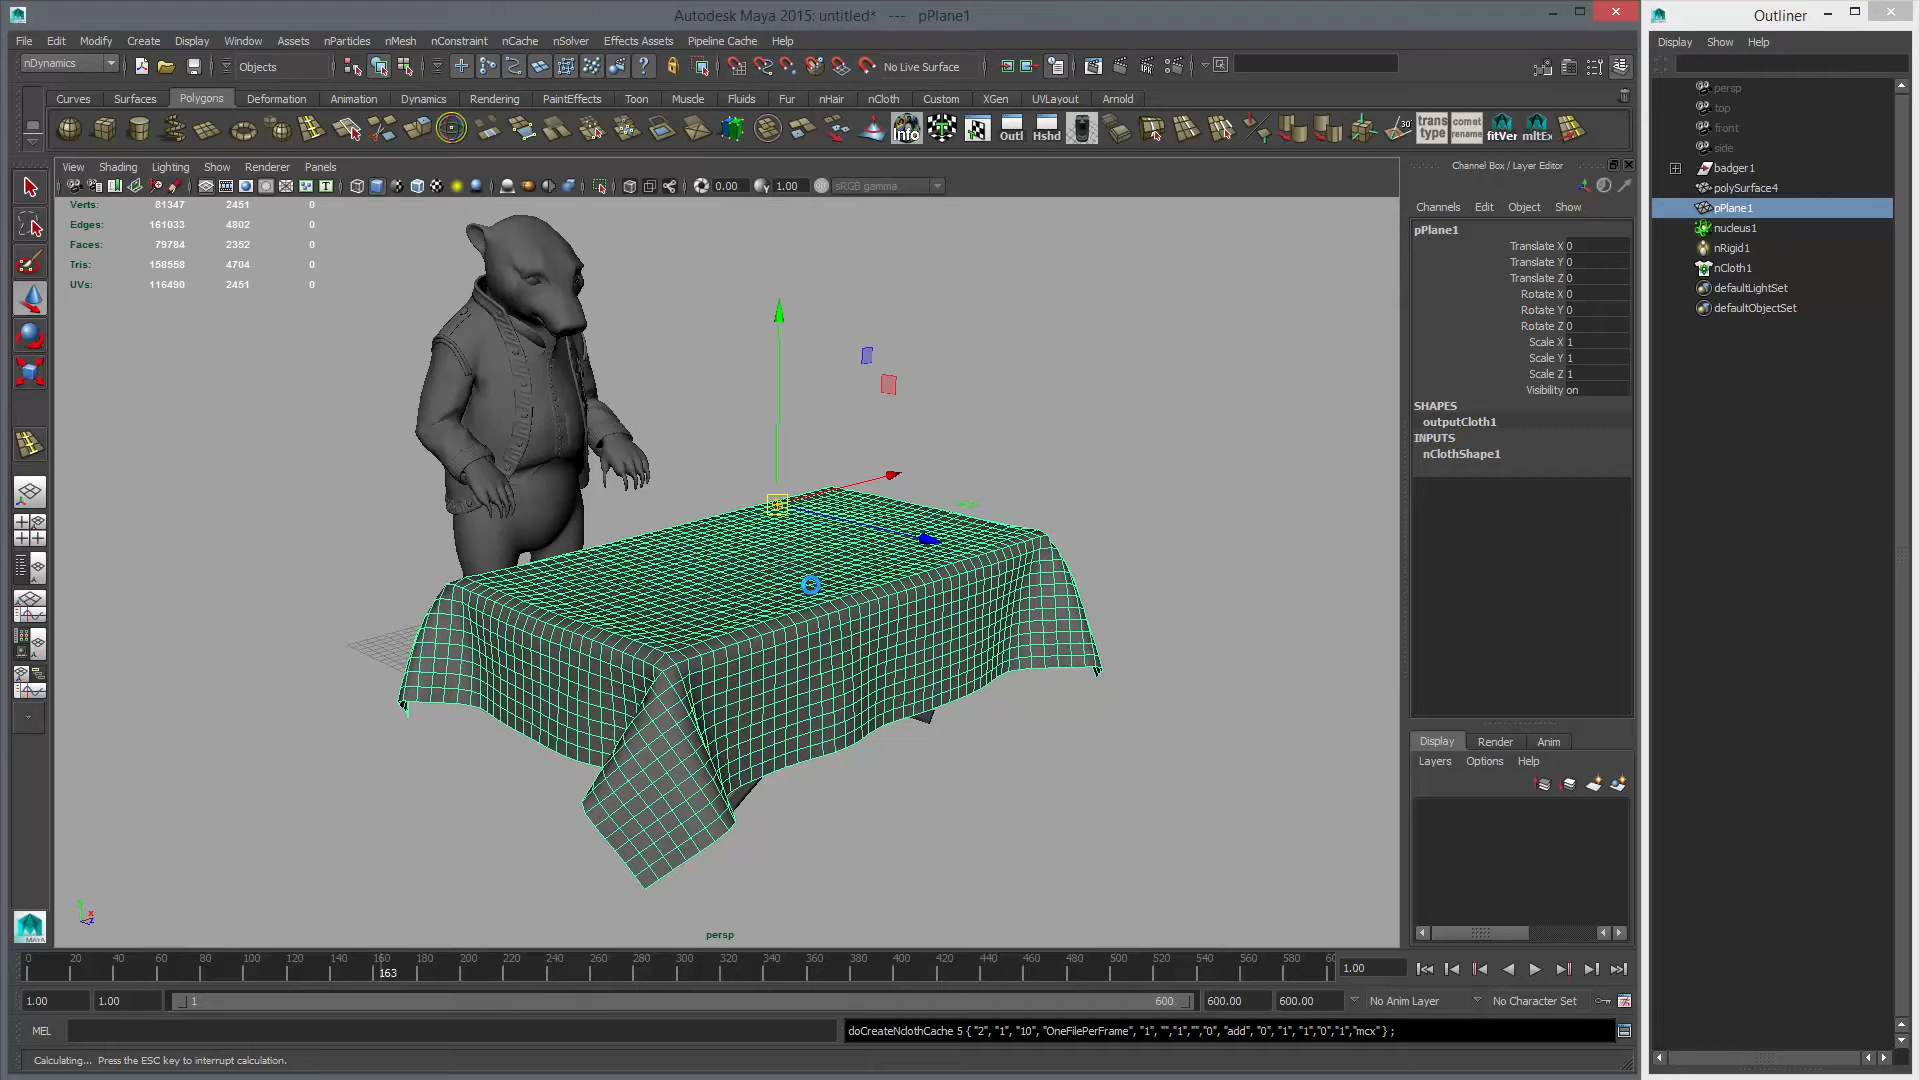 Autodesk Maya 2015: untitled*   ---   pPlane1
Outliner
File Edit Modify Create Display Window Assets nParticles nMesh nConstraint nCache nSolver Effects Assets Pipeline Cache Help
Display Show Help
nDynamics Objects No Live Surface
Curves Surfaces Polygons Deformation Animation Dynamics Rendering PaintEffects Toon Muscle Fluids Fur nHair nCloth Custom XGen UVLayout Arnold
Info Outl Hshd 30° trans type comet rename fitVer mltEx
View Shading Lighting Show Renderer Panels
0.00 1.00 sRGB gamma
Verts: 81347 2451 0
Edges: 161033 4802 0
Faces: 79784 2352 0
Tris: 158558 4704 0
UVs: 116490 2451 0
persp
Channel Box / Layer Editor
Channels Edit Object Show
pPlane1
Translate X 0
Translate Y 0
Translate Z 0
Rotate X 0
Rotate Y 0
Rotate Z 0
Scale X 1
Scale Y 1
Scale Z 1
Visibility on
SHAPES
outputCloth1
INPUTS
nClothShape1
Display Render Anim
Layers Options Help
persp
top
front
side
badger1
polySurface4
pPlane1
nucleus1
nRigid1
nCloth1
defaultLightSet
defaultObjectSet
MAYA
0 20 40 60 80 100 120 140 160 180 200 220 240 260 280 300 320 340 360 380 400 420 440 460 480 500 520 540 560 580 60
163
1.00
1.00 1.00 1 600 600.00 600.00 No Anim Layer No Character Set
MEL
doCreateNclothCache 5 { "2", "1", "10", "OneFilePerFrame", "1", "","1","","0", "add", "0", "1", "1","0","1","mcx" } ;
Calculating... Press the ESC key to interrupt calculation.